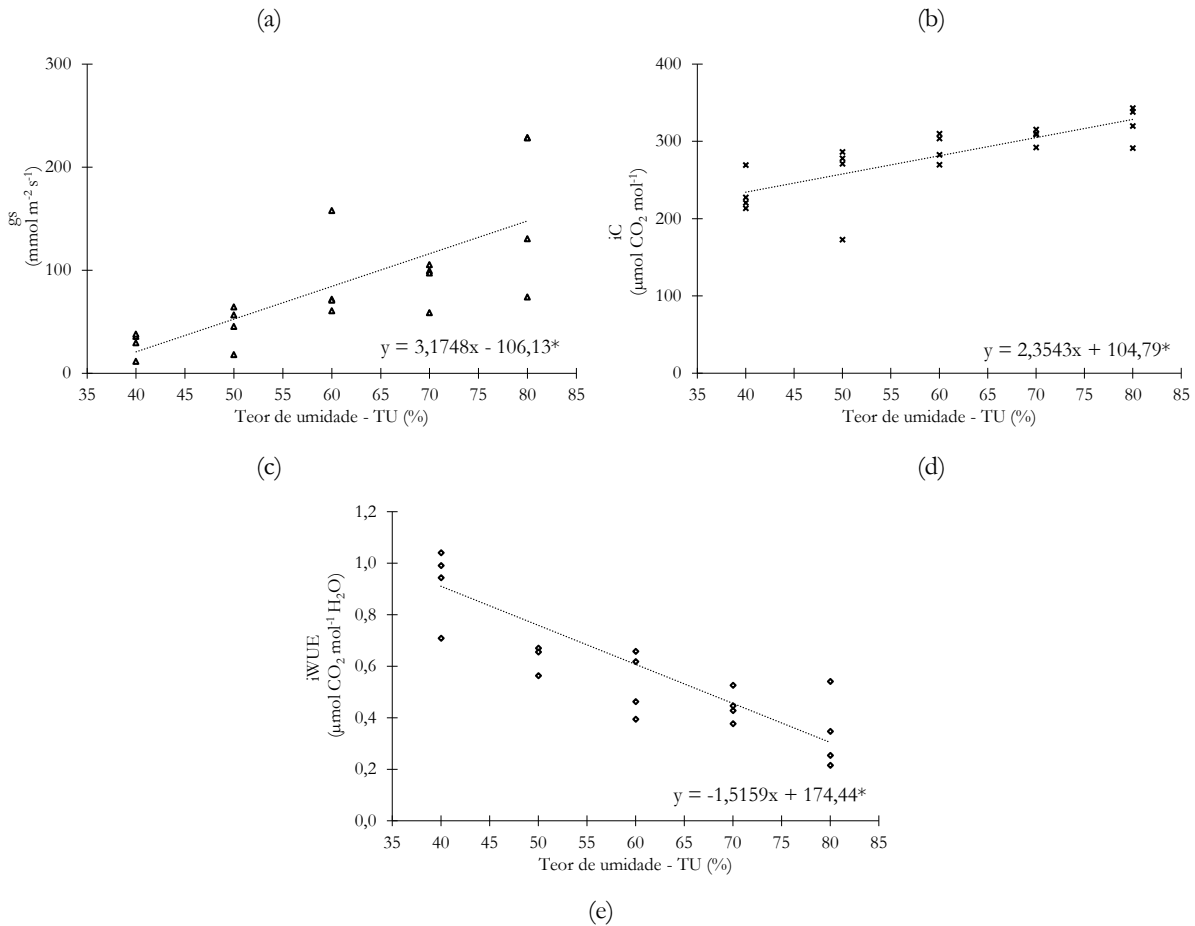 (a)
(b)
300
200
100
0
gs
(mmol m⁻² s⁻¹)
y = 3,1748x - 106,13*
35 40 45 50 55 60 65 70 75 80 85
Teor de umidade - TU (%)
400
300
200
100
0
iC
(µmol CO₂ mol⁻¹)
y = 2,3543x + 104,79*
35 40 45 50 55 60 65 70 75 80 85
Teor de umidade - TU (%)
(c)
(d)
1,2
1,0
0,8
0,6
0,4
0,2
0,0
iWUE
(µmol CO₂ mol⁻¹ H₂O)
y = -1,5159x + 174,44*
35 40 45 50 55 60 65 70 75 80 85
Teor de umidade - TU (%)
(e)